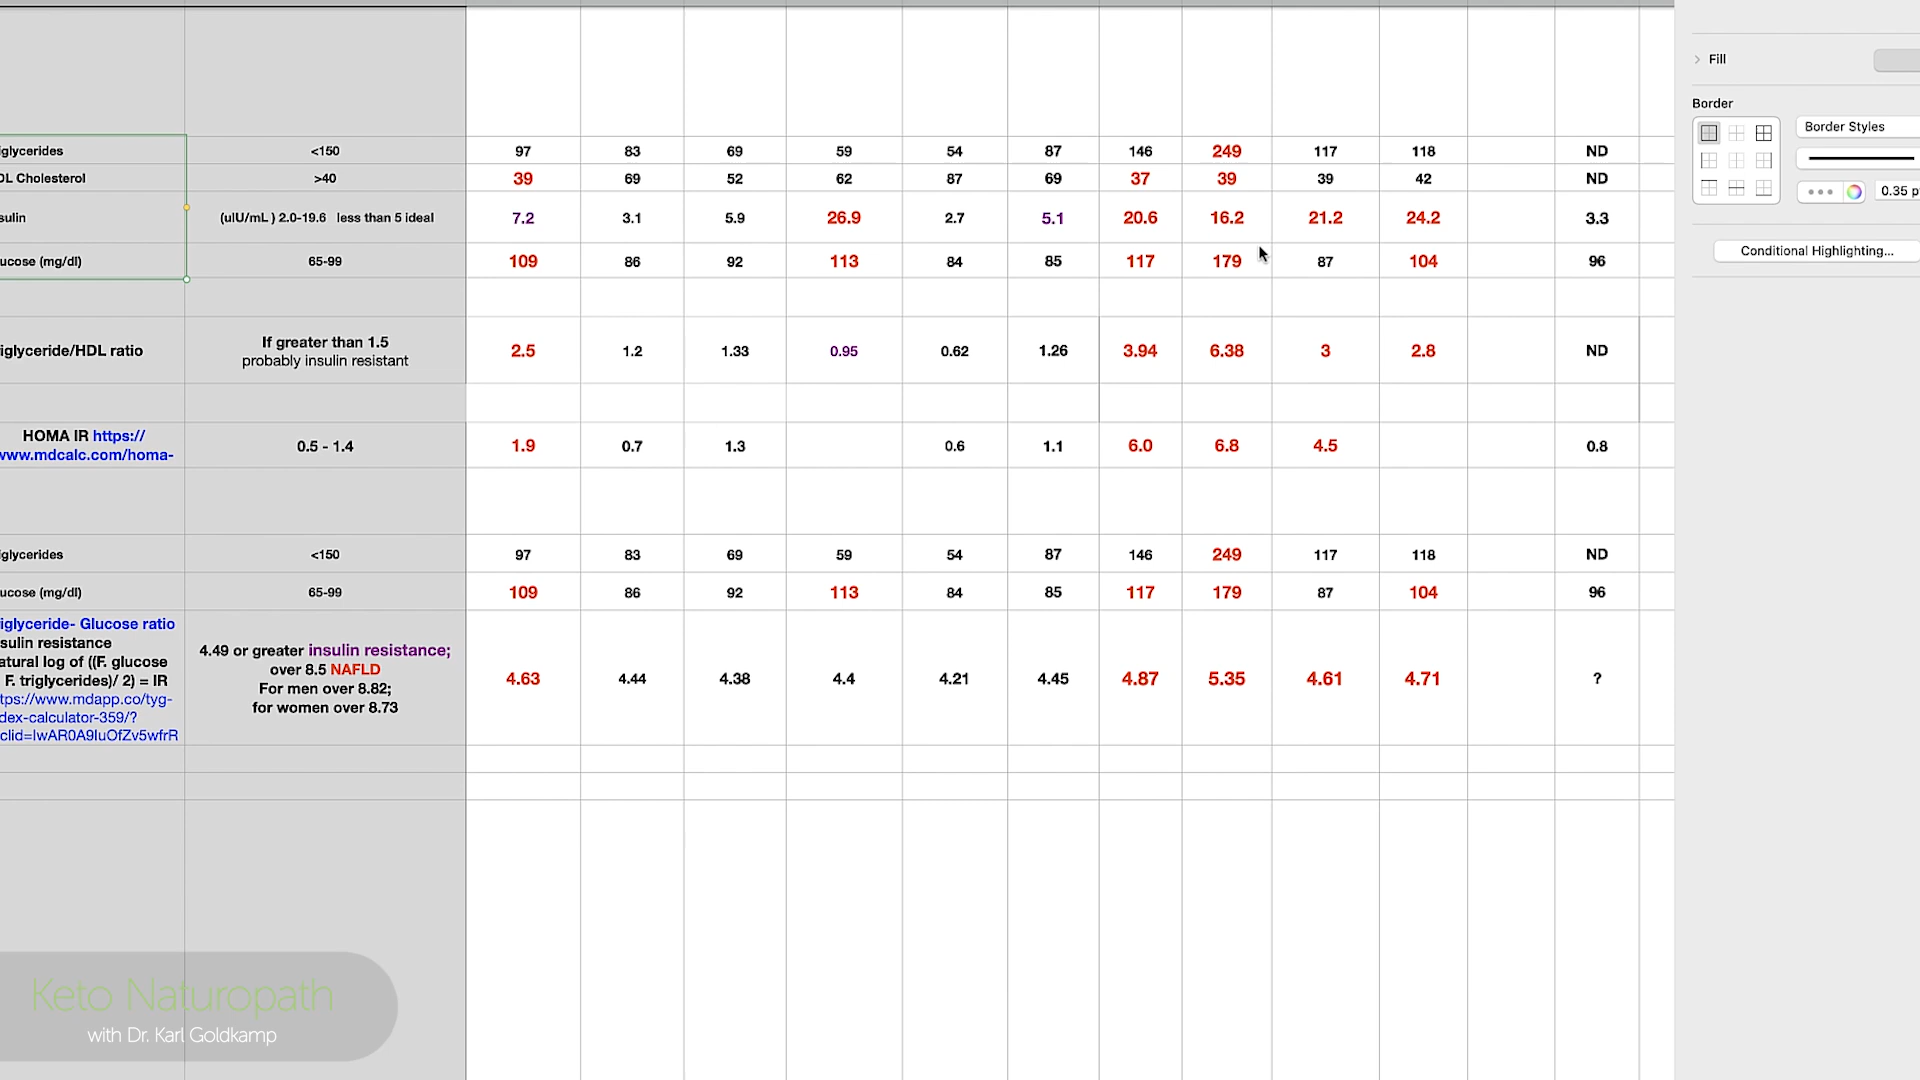 Fill
Border
Border Styles
0.35 p
Conditional Highlighting...
iglycerides <150 97 83 69 59 54 87 146 249 117 118 ND
DL Cholesterol >40 39 69 52 62 87 69 37 39 39 42 ND
sulin (uIU/mL ) 2.0-19.6 less than 5 ideal 7.2 3.1 5.9 26.9 2.7 5.1 20.6 16.2 21.2 24.2 3.3
ucose (mg/dl) 65-99 109 86 92 113 84 85 117 179 87 104 96
iglyceride/HDL ratio
If greater than 1.5
probably insulin resistant
2.5 1.2 1.33 0.95 0.62 1.26 3.94 6.38 3 2.8 ND
HOMA IR https://
www.mdcalc.com/homa-
0.5 - 1.4 1.9 0.7 1.3 0.6 1.1 6.0 6.8 4.5 0.8
iglycerides <150 97 83 69 59 54 87 146 249 117 118 ND
ucose (mg/dl) 65-99 109 86 92 113 84 85 117 179 87 104 96
iglyceride- Glucose ratio
sulin resistance
atural log of ((F. glucose
F. triglycerides)/ 2) = IR
tps://www.mdapp.co/tyg-
dex-calculator-359/?
clid=IwAR0A9IuOfZv5wfrR
4.49 or greater insulin resistance;
over 8.5 NAFLD
For men over 8.82;
for women over 8.73
4.63 4.44 4.38 4.4 4.21 4.45 4.87 5.35 4.61 4.71 ?
Keto Naturopath
with Dr. Karl Goldkamp